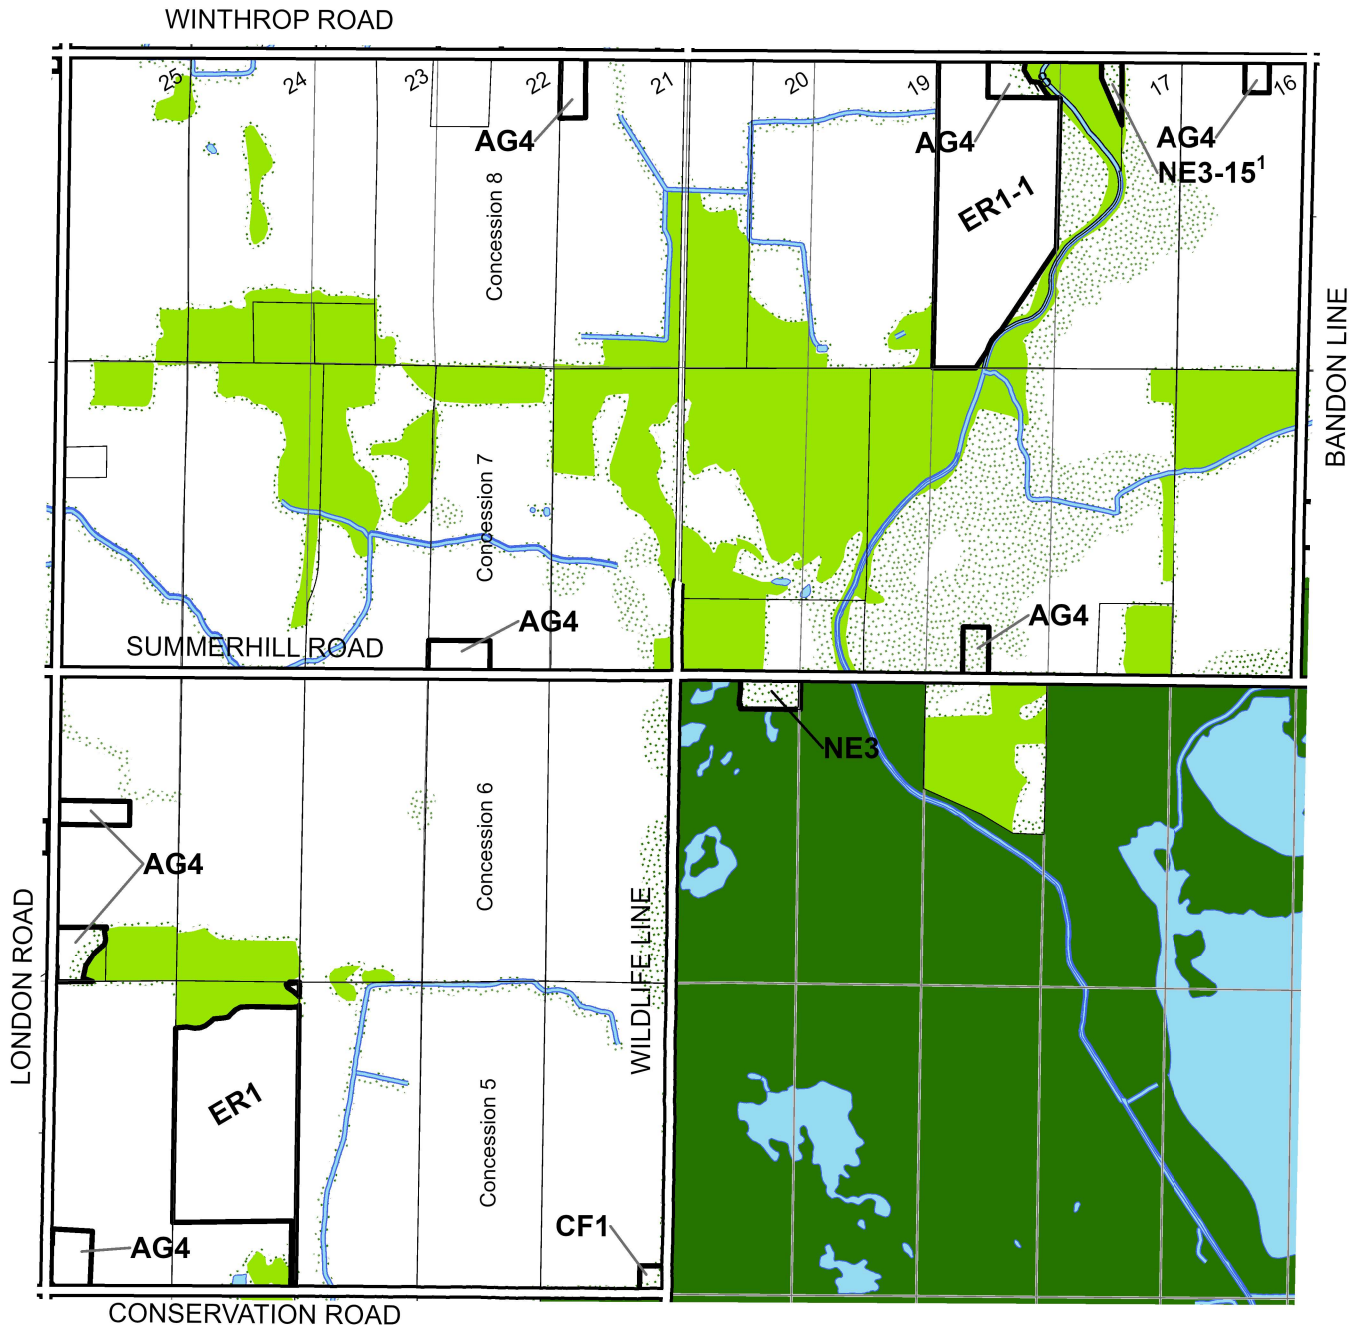 WINTHROP ROAD
25
24
23
22
21
20
19
17
16
AG4
AG4
AG4
NE3-15¹
ER1-1
Concession 8
BANDON LINE
Concession 7
AG4
AG4
SUMMERHILL ROAD
NE3
Concession 6
AG4
LONDON ROAD
WILDLIFE LINE
ER1
Concession 5
CF1
AG4
CONSERVATION ROAD